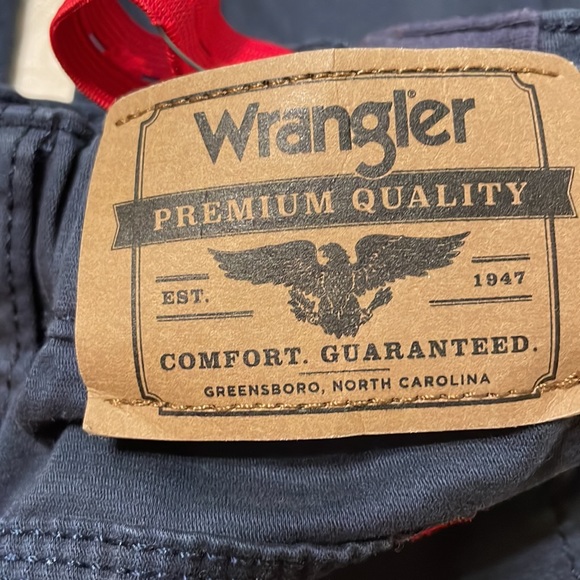 Wrangler
PREMIUM QUALITY
EST. 1947
COMFORT. GUARANTEED.
GREENSBORO, NORTH CAROLINA